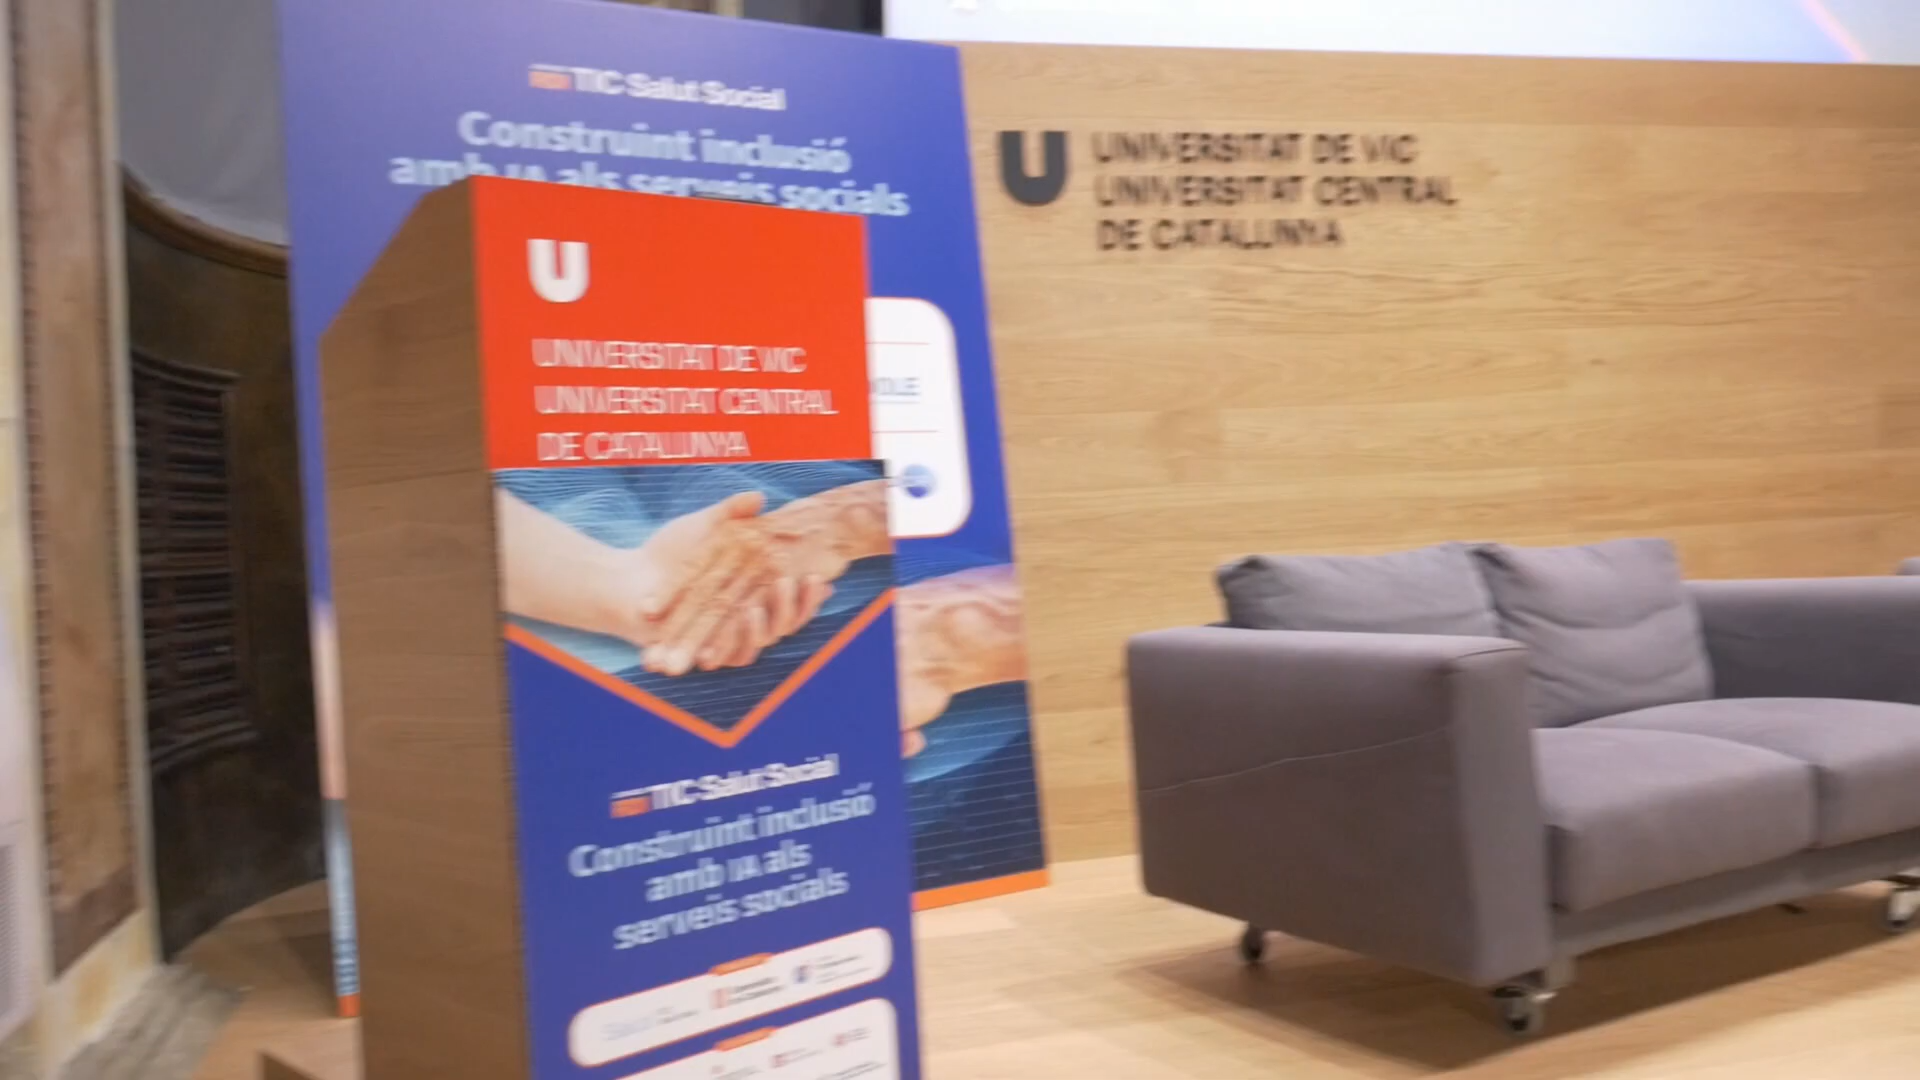 TIC Salut Social
Construint inclusió
amb IA als serveis socials
U UNIVERSITAT DE VIC
UNIVERSITAT CENTRAL
DE CATALUNYA
U
UNIVERSITAT DE VIC
UNIVERSITAT CENTRAL
DE CATALUNYA
TIC Salut Social
Construint inclusió
amb IA als
serveis socials